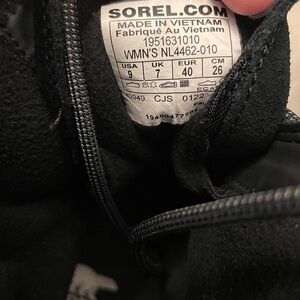 SOREL.COM
MADE IN VIETNAM
Fabriqué Au Vietnam
1951631010
WMN'S NL4462-010
USA UK EUR CM
9 7 40 26
CJS 0122